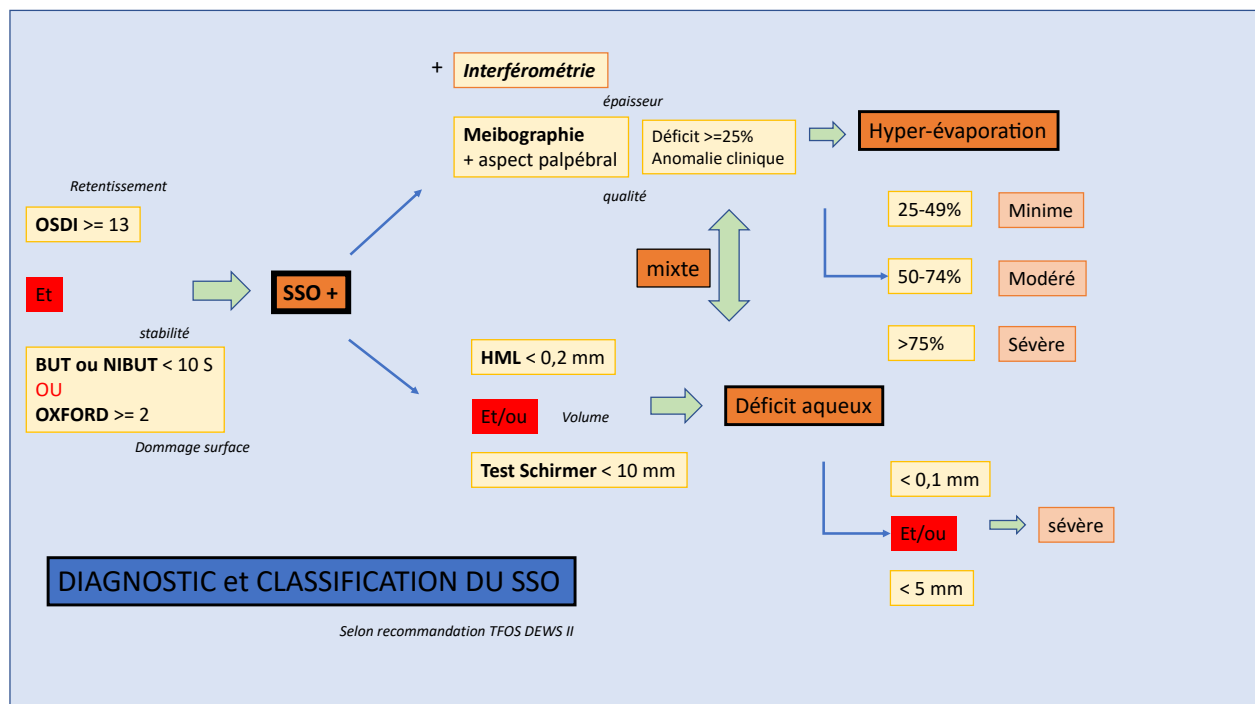 + Interférométrie
épaisseur
Meibographie
+ aspect palpébral
Déficit >=25%
Anomalie clinique
Hyper-évaporation
qualité
Retentissement
OSDI >= 13
Et
stabilité
BUT ou NIBUT < 10 S
OU
OXFORD >= 2
Dommage surface
SSO +
mixte
25-49% Minime
50-74% Modéré
>75% Sévère
HML < 0,2 mm
Et/ou Volume
Test Schirmer < 10 mm
Déficit aqueux
< 0,1 mm
Et/ou
sévère
< 5 mm
DIAGNOSTIC et CLASSIFICATION DU SSO
Selon recommandation TFOS DEWS II